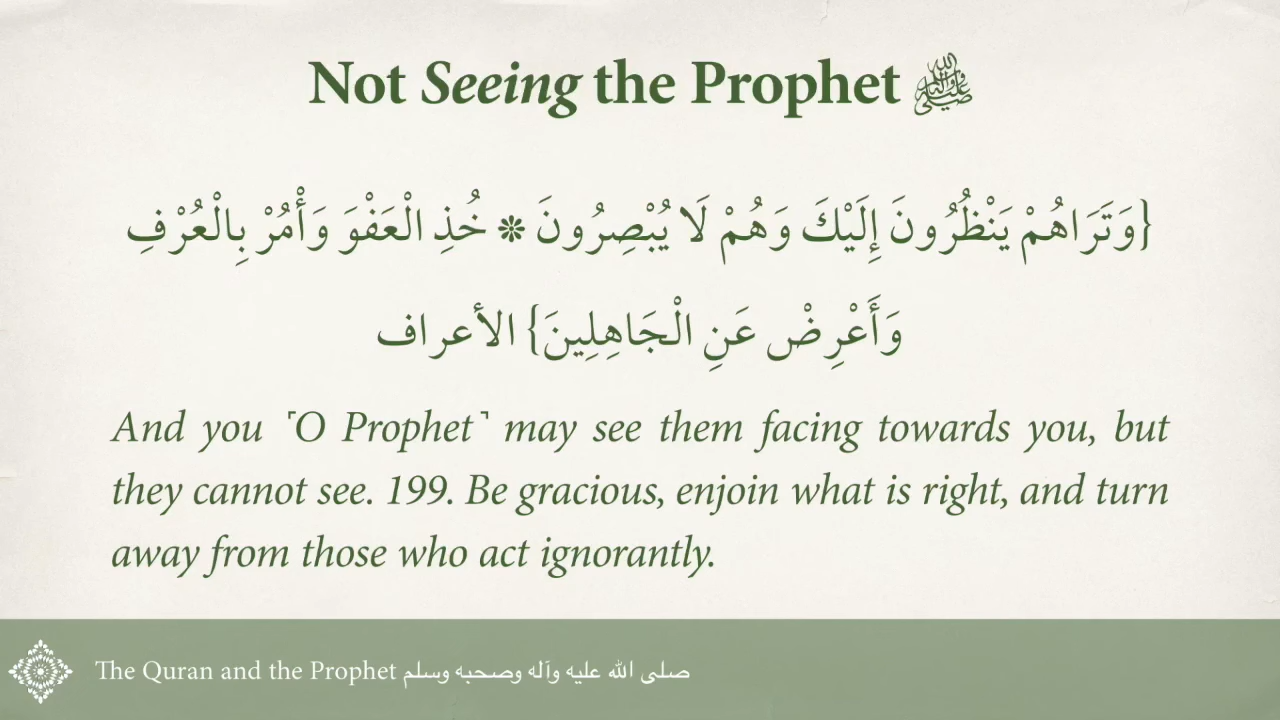 Not Seeing the Prophet ﷺ
{وَتَرَاهُمْ يَنْظُرُونَ إِلَيْكَ وَهُمْ لَا يُبْصِرُونَ ❋ خُذِ الْعَفْوَ وَأْمُرْ بِالْعُرْفِ
وَأَعْرِضْ عَنِ الْجَاهِلِينَ} الأعراف
And you ˹O Prophet˺ may see them facing towards you, but
they cannot see. 199. Be gracious, enjoin what is right, and turn
away from those who act ignorantly.
The Quran and the Prophet صلى الله عليه وآله وصحبه وسلم